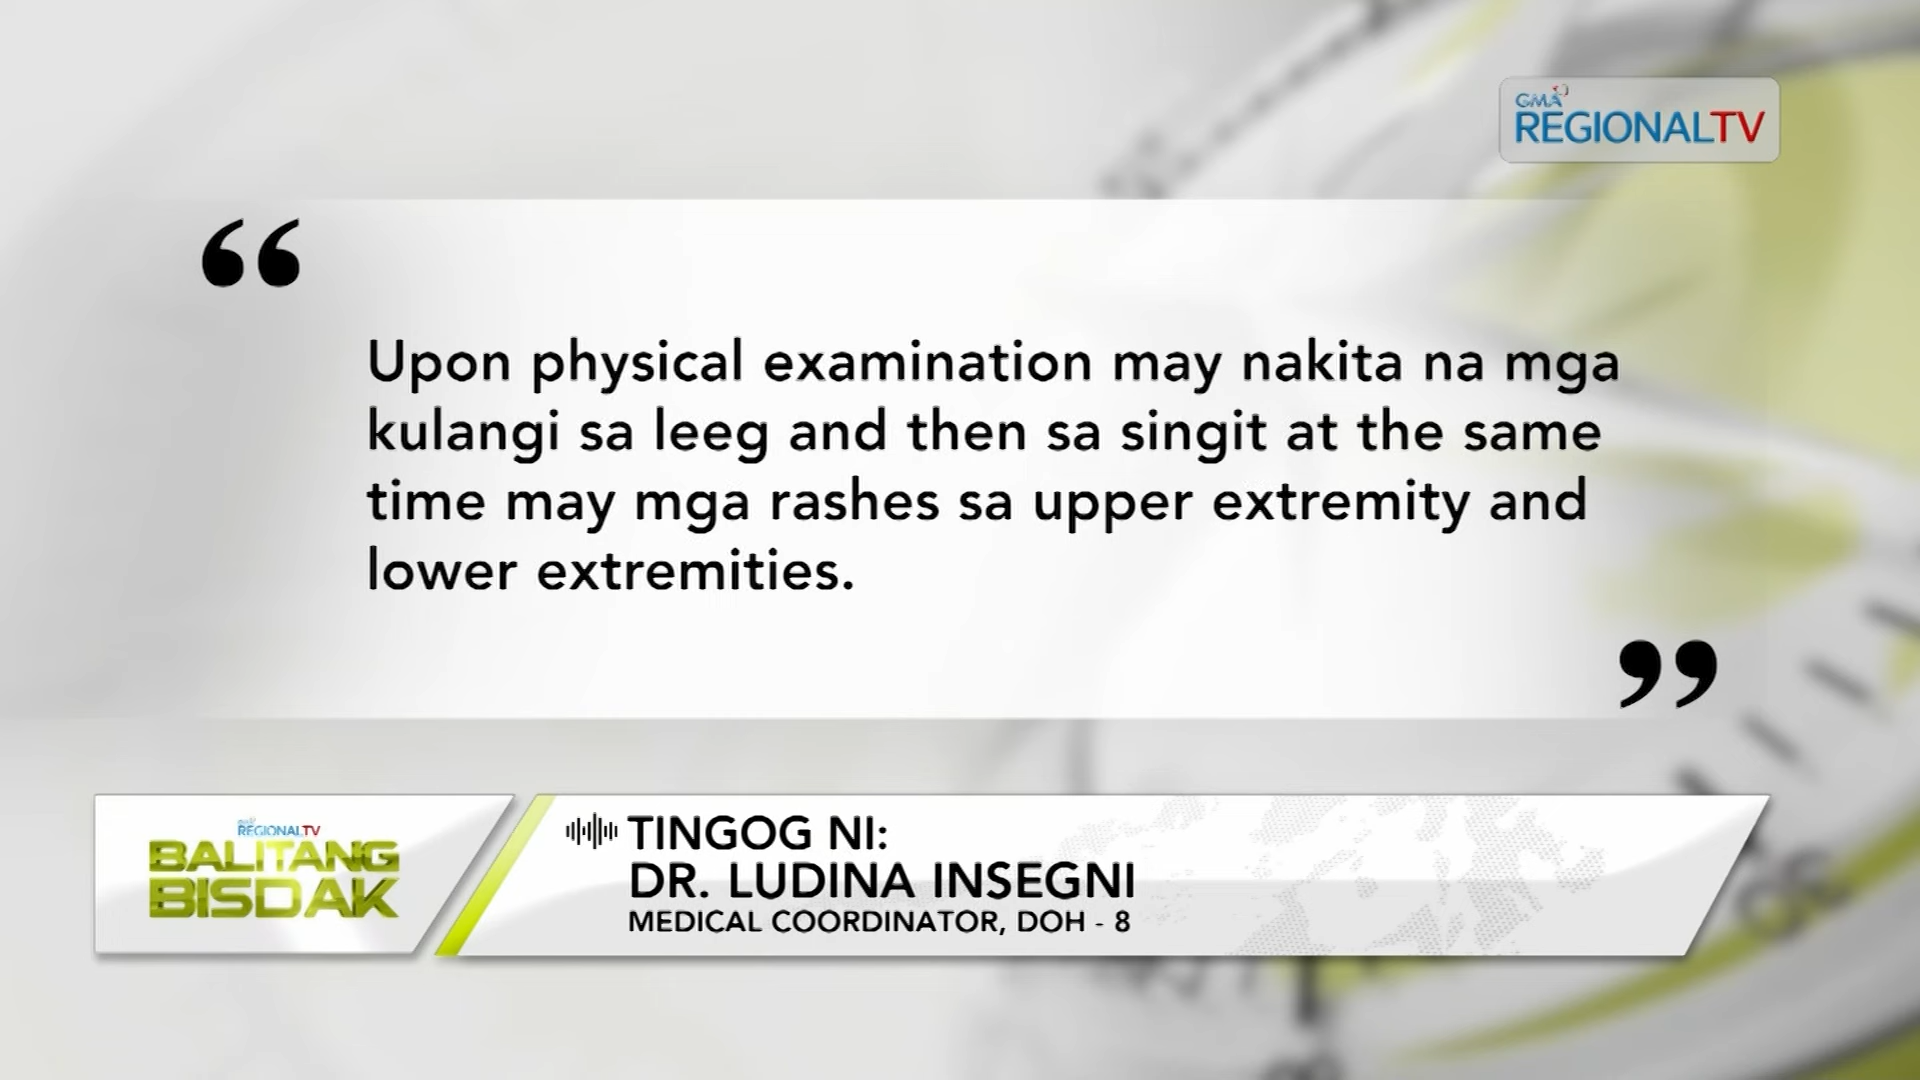 GMA
REGIONALTV
“
Upon physical examination may nakita na mga
kulangi sa leeg and then sa singit at the same
time may mga rashes sa upper extremity and
lower extremities.
”
REGIONALTV
BALITANG
BISDAK
TINGOG NI:
DR. LUDINA INSEGNI
MEDICAL COORDINATOR, DOH - 8